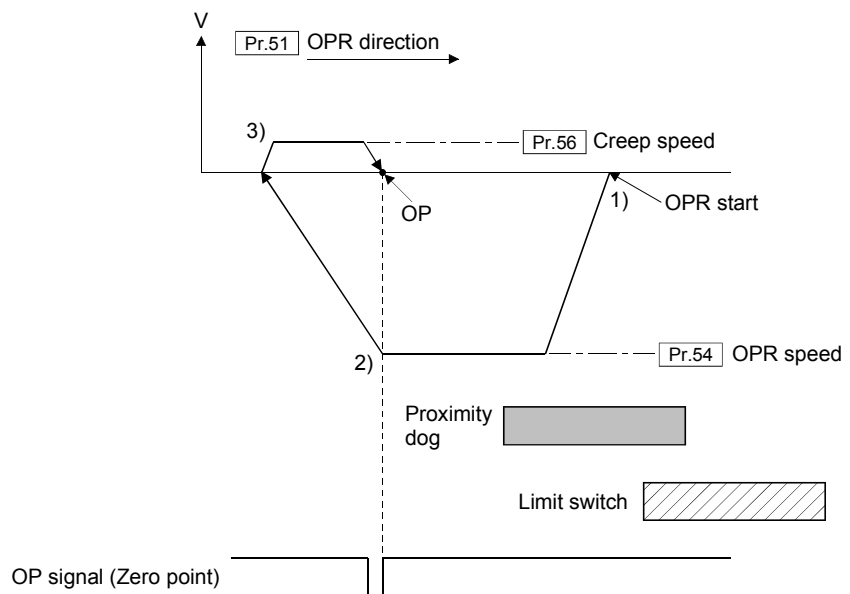 V
Pr.51 OPR direction
3)
Pr.56 Creep speed
OP
1)
OPR start
2)
Pr.54 OPR speed
Proximity
dog
Limit switch
OP signal (Zero point)